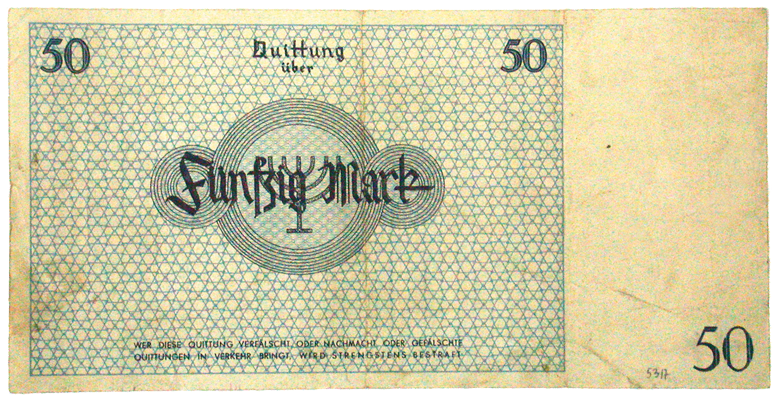 50 Quittung 50
über
Fünfzig Mark
WER DIESE QUITTUNG VERFÄLSCHT ODER NACHMACHT ODER GEFÄLSCHTE
QUITTUNGEN IN VERKEHR BRINGT, WIRD STRENGSTENS BESTRAFT
50
5317